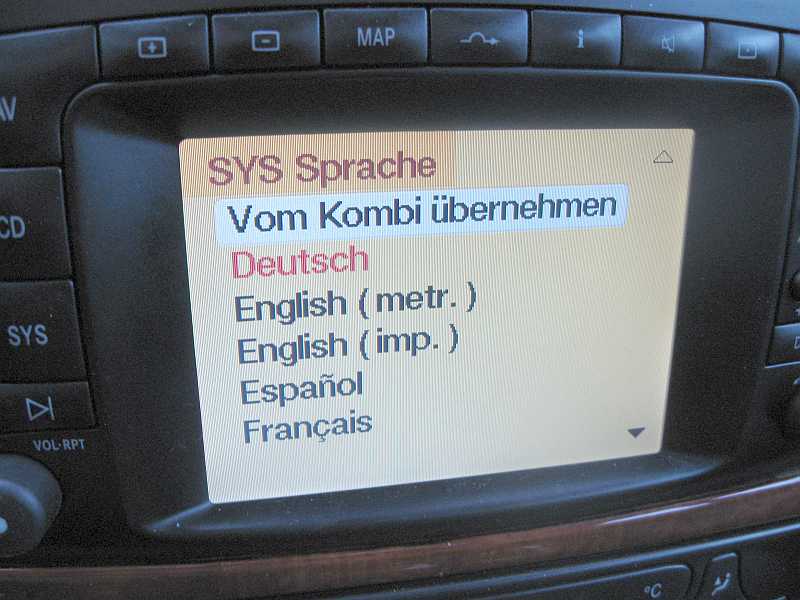 MAP
i
AV
CD
SYS
VOL·RPT
SYS Sprache
Vom Kombi übernehmen
Deutsch
English ( metr. )
English ( imp. )
Español
Français
°C